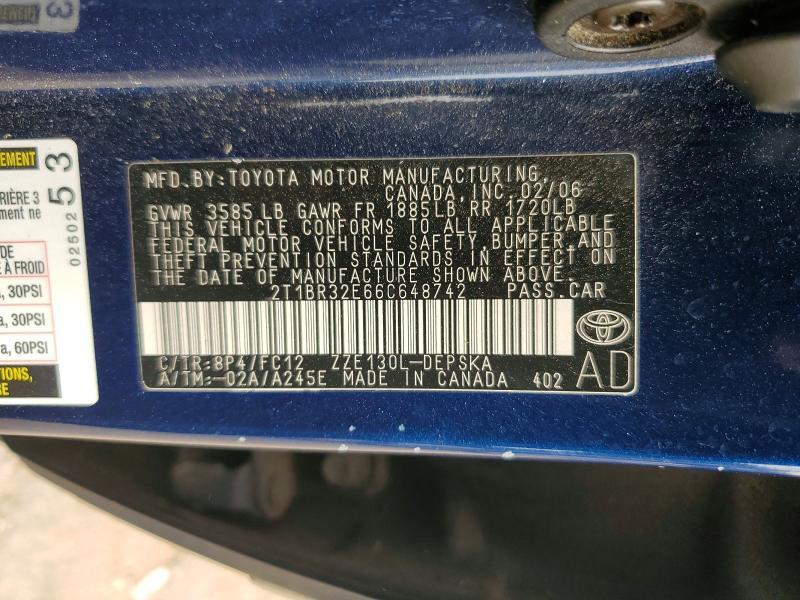 EMENT
RIÈRE 3
ment ne
DE
E À FROID
a, 30PSI
a, 30PSI
a, 60PSI
TIONS,
RE
02502
53
MFD. BY: TOYOTA MOTOR MANUFACTURING,
CANADA, INC. 02/06
GVWR 3585 LB GAWR FR 1885LB RR 1720LB
THIS VEHICLE CONFORMS TO ALL APPLICABLE
FEDERAL MOTOR VEHICLE SAFETY, BUMPER, AND
THEFT PREVENTION STANDARDS IN EFFECT ON
THE DATE OF MANUFACTURE SHOWN ABOVE.
2T1BR32E66C648742 PASS. CAR
C/TR: 8P4/FC12 ZZE130L-DEPSKA
A/TM: -02A/A245E MADE IN CANADA 402
AD